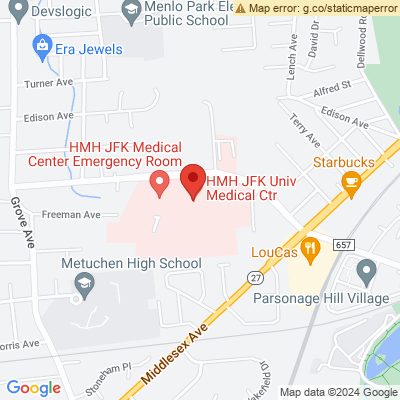 Devslogic
Menlo Park Ele
Public School
Map error: g.co/staticmaperror
Era Jewels
Turner Ave
Edison Ave
Lench Ave
David Dr
Dellwood Rd
Alfred St
Edison Ave
Terry Ave
HMH JFK Medical
Center Emergency Room
Starbucks
HMH JFK Univ
Medical Ctr
Grove Ave
Freeman Ave
657
LouCas
Metuchen High School
27
Parsonage Hill Village
Middlesex Ave
orris Ave
Stoneham Pl
akefield Dr
Google
Map data ©2024 Google